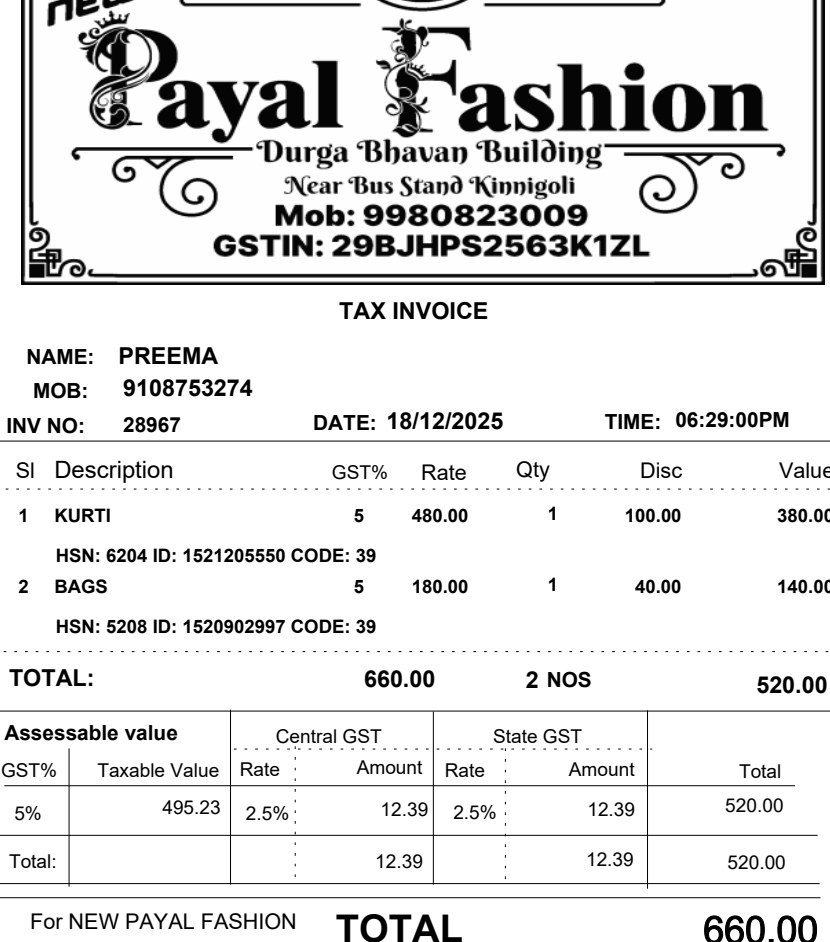 new
Payal Fashion
Durga Bhavan Building
Near Bus Stand Kinnigoli
Mob: 9980823009
GSTIN: 29BJHPS2563K1ZL
TAX INVOICE
NAME: PREEMA
MOB: 9108753274
INV NO: 28967 DATE: 18/12/2025 TIME: 06:29:00PM
Sl Description GST% Rate Qty Disc Value
1 KURTI 5 480.00 1 100.00 380.00
HSN: 6204 ID: 1521205550 CODE: 39
2 BAGS 5 180.00 1 40.00 140.00
HSN: 5208 ID: 1520902997 CODE: 39
TOTAL: 660.00 2 NOS 520.00
Assessable value Central GST State GST
GST% Taxable Value Rate Amount Rate Amount Total
5% 495.23 2.5% 12.39 2.5% 12.39 520.00
Total: 12.39 12.39 520.00
For NEW PAYAL FASHION TOTAL 660.00